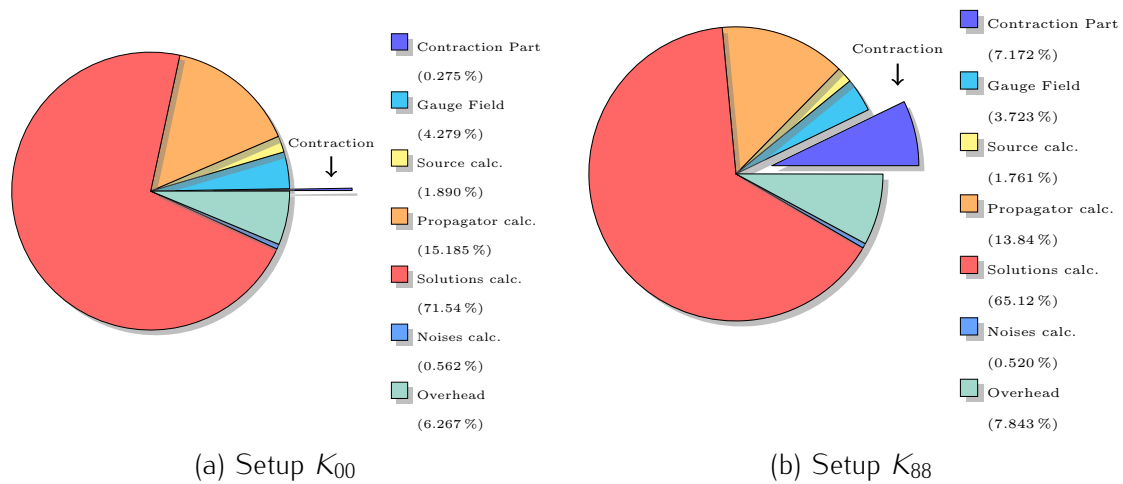 Contraction
Contraction Part
(0.275 %)
Gauge Field
(4.279 %)
Source calc.
(1.890 %)
Propagator calc.
(15.185 %)
Solutions calc.
(71.54 %)
Noises calc.
(0.562 %)
Overhead
(6.267 %)
(a) Setup K₀₀
Contraction
Contraction Part
(7.172 %)
Gauge Field
(3.723 %)
Source calc.
(1.761 %)
Propagator calc.
(13.84 %)
Solutions calc.
(65.12 %)
Noises calc.
(0.520 %)
Overhead
(7.843 %)
(b) Setup K₈₈